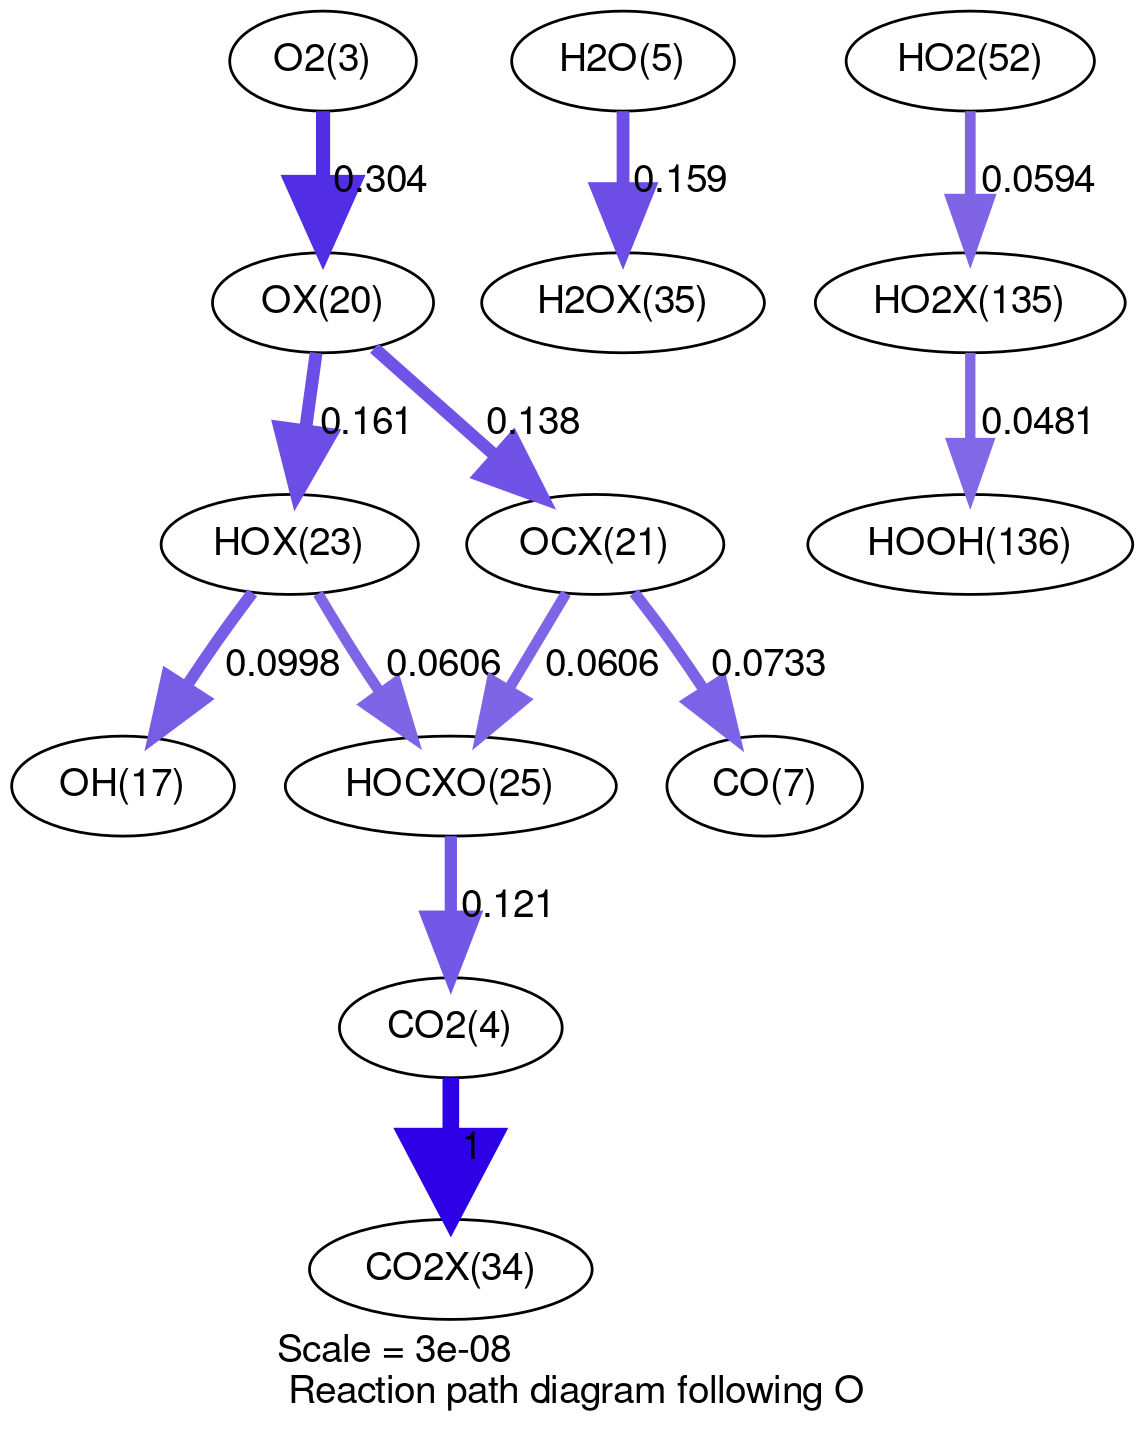 O2(3)
H2O(5)
HO2(52)
0.304
0.159
0.0594
OX(20)
H2OX(35)
HO2X(135)
0.161
0.138
0.0481
HOX(23)
OCX(21)
HOOH(136)
0.0998
0.0606
0.0606
0.0733
OH(17)
HOCXO(25)
CO(7)
0.121
CO2(4)
1
CO2X(34)
Scale = 3e-08
Reaction path diagram following O